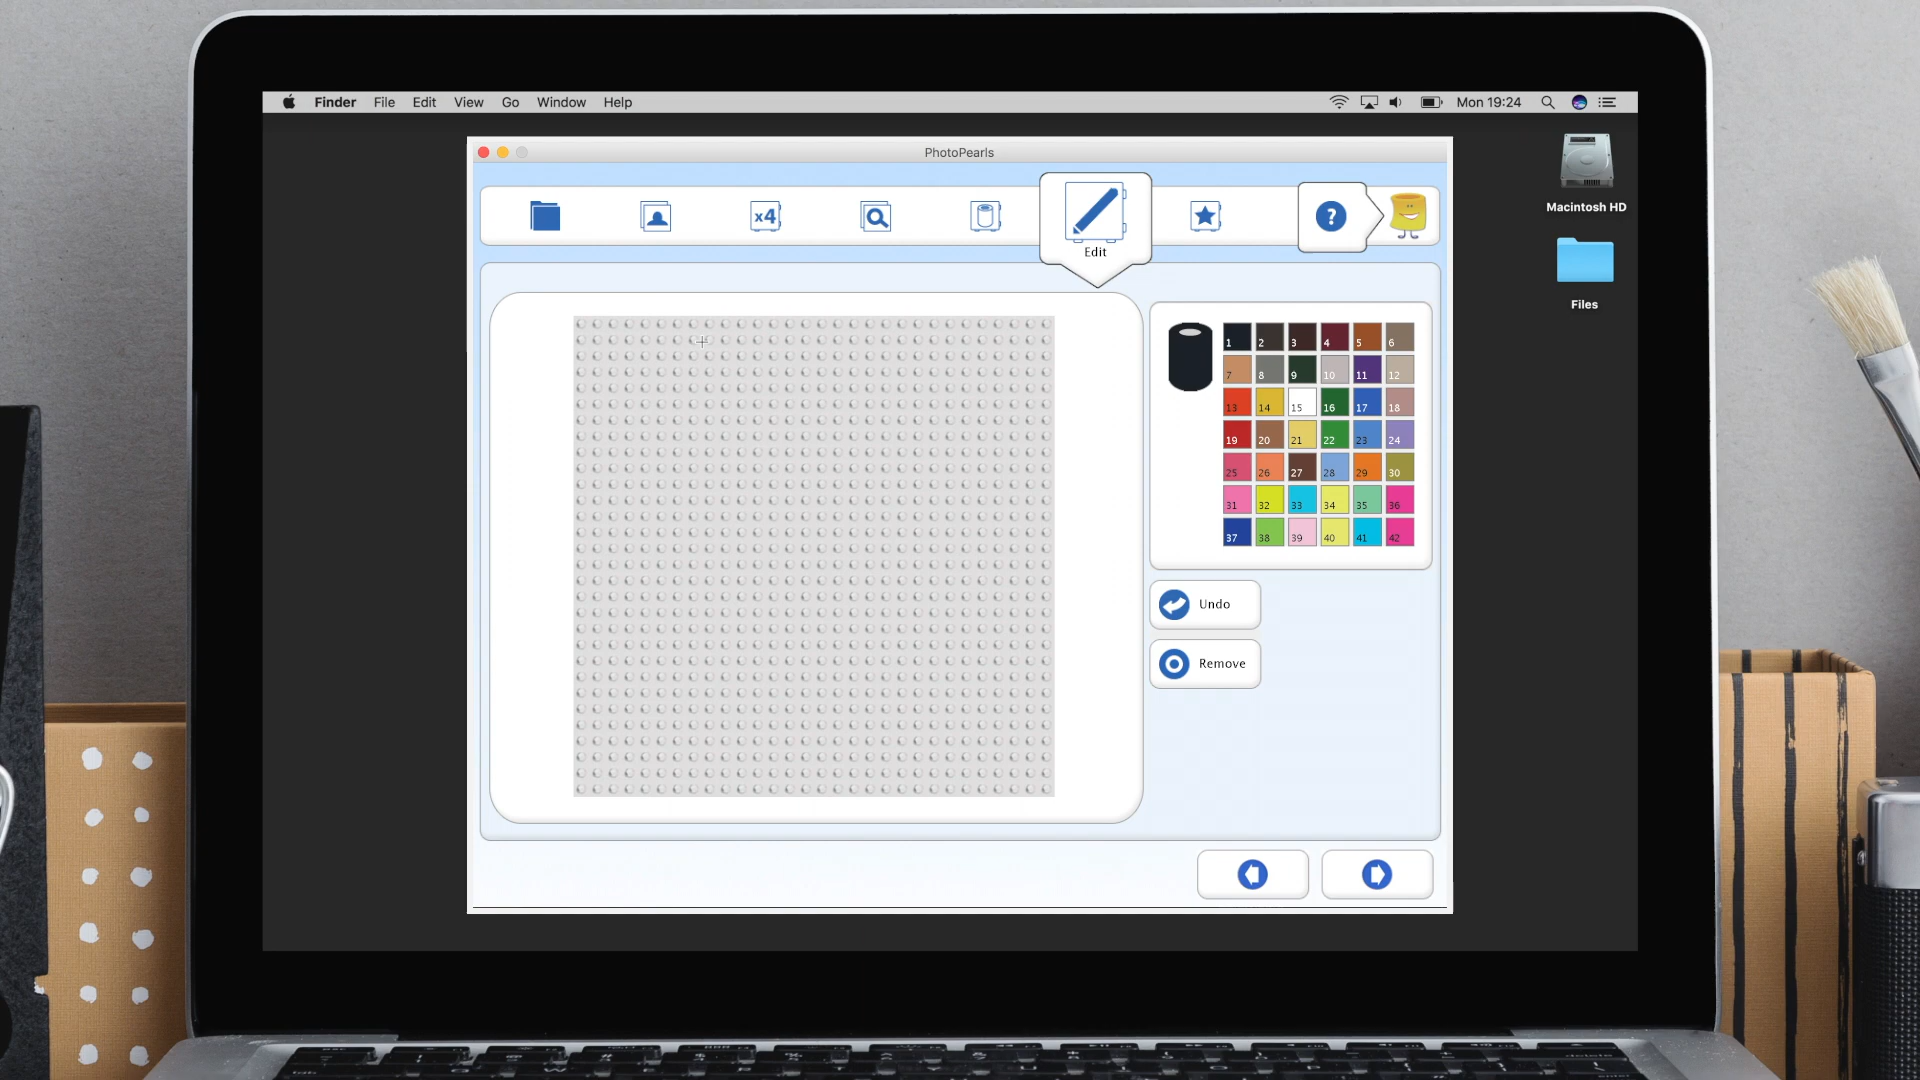 Finder File Edit View Go Window Help Mon 19:24
PhotoPearls
Macintosh HD
x4
?
Edit
Files
1 2 3 4 5 6
7 8 9 10 11 12
13 14 15 16 17 18
19 20 21 22 23 24
25 26 27 28 29 30
31 32 33 34 35 36
37 38 39 40 41 42
Undo
Remove